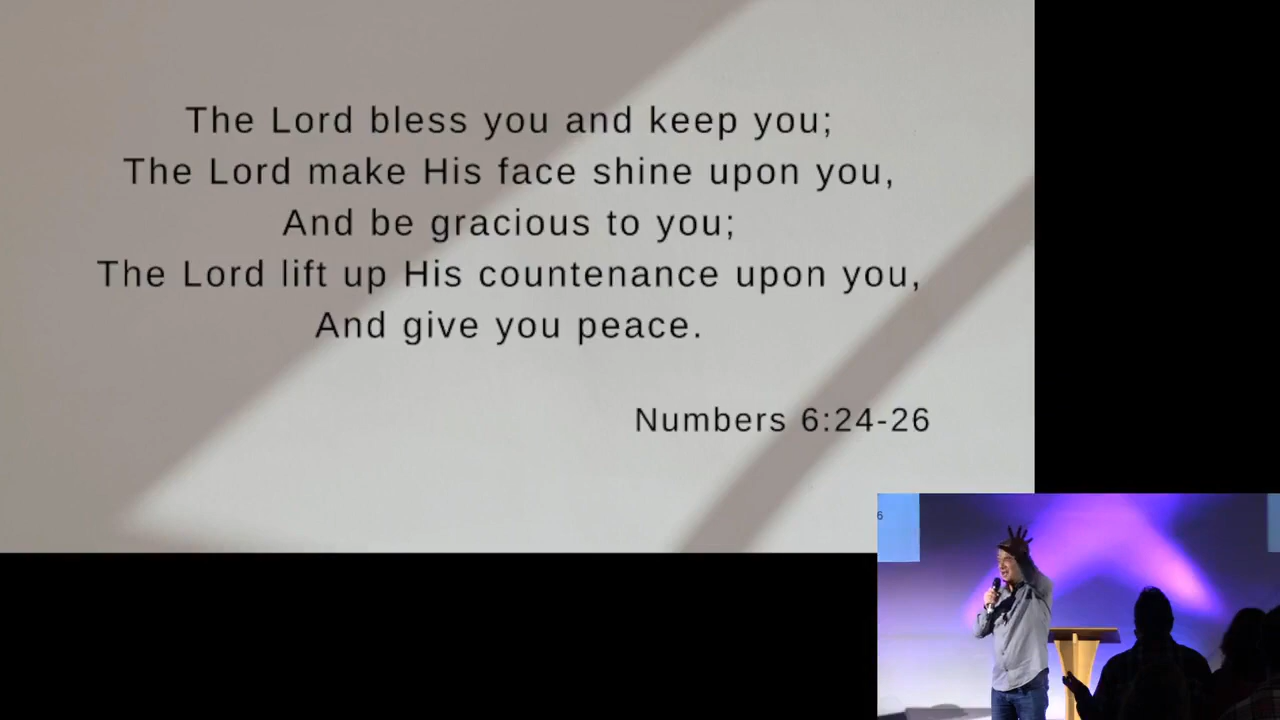 The Lord bless you and keep you;
The Lord make His face shine upon you,
And be gracious to you;
The Lord lift up His countenance upon you,
And give you peace.
Numbers 6:24-26
6